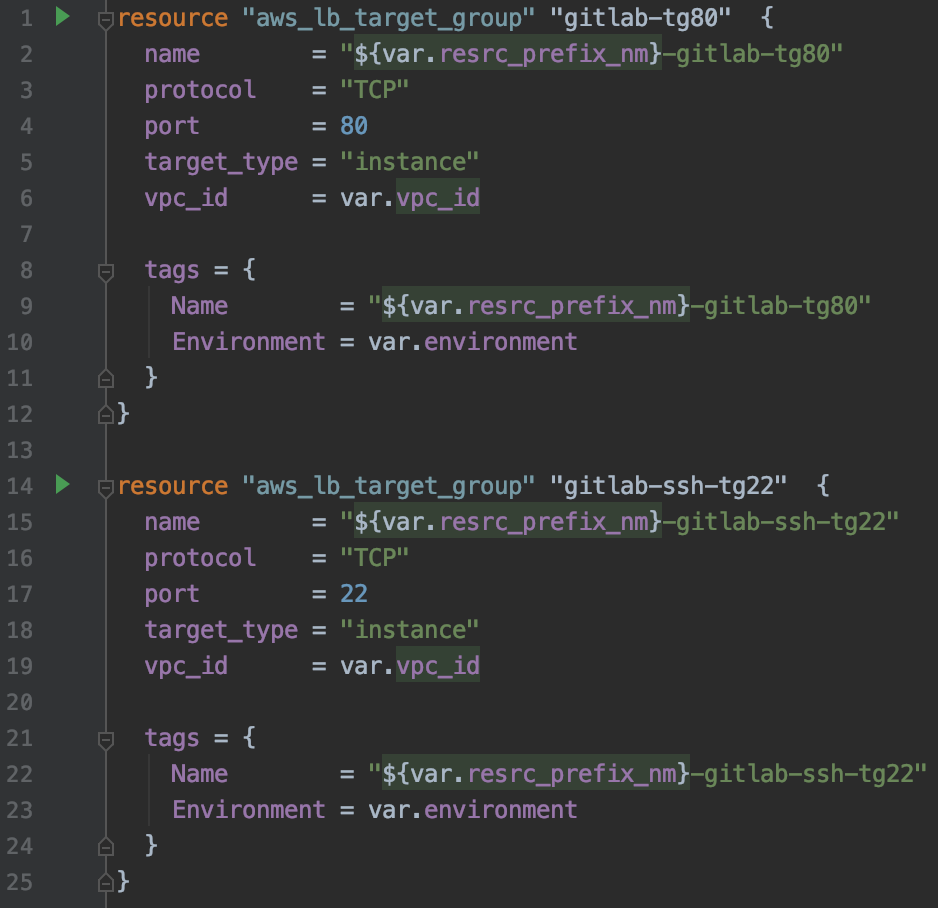 1 resource "aws_lb_target_group" "gitlab-tg80"  {
2   name        = "${var.resrc_prefix_nm}-gitlab-tg80"
3   protocol    = "TCP"
4   port        = 80
5   target_type = "instance"
6   vpc_id      = var.vpc_id
7
8   tags = {
9     Name        = "${var.resrc_prefix_nm}-gitlab-tg80"
10     Environment = var.environment
11   }
12 }
13
14 resource "aws_lb_target_group" "gitlab-ssh-tg22"  {
15   name        = "${var.resrc_prefix_nm}-gitlab-ssh-tg22"
16   protocol    = "TCP"
17   port        = 22
18   target_type = "instance"
19   vpc_id      = var.vpc_id
20
21   tags = {
22     Name        = "${var.resrc_prefix_nm}-gitlab-ssh-tg22"
23     Environment = var.environment
24   }
25 }